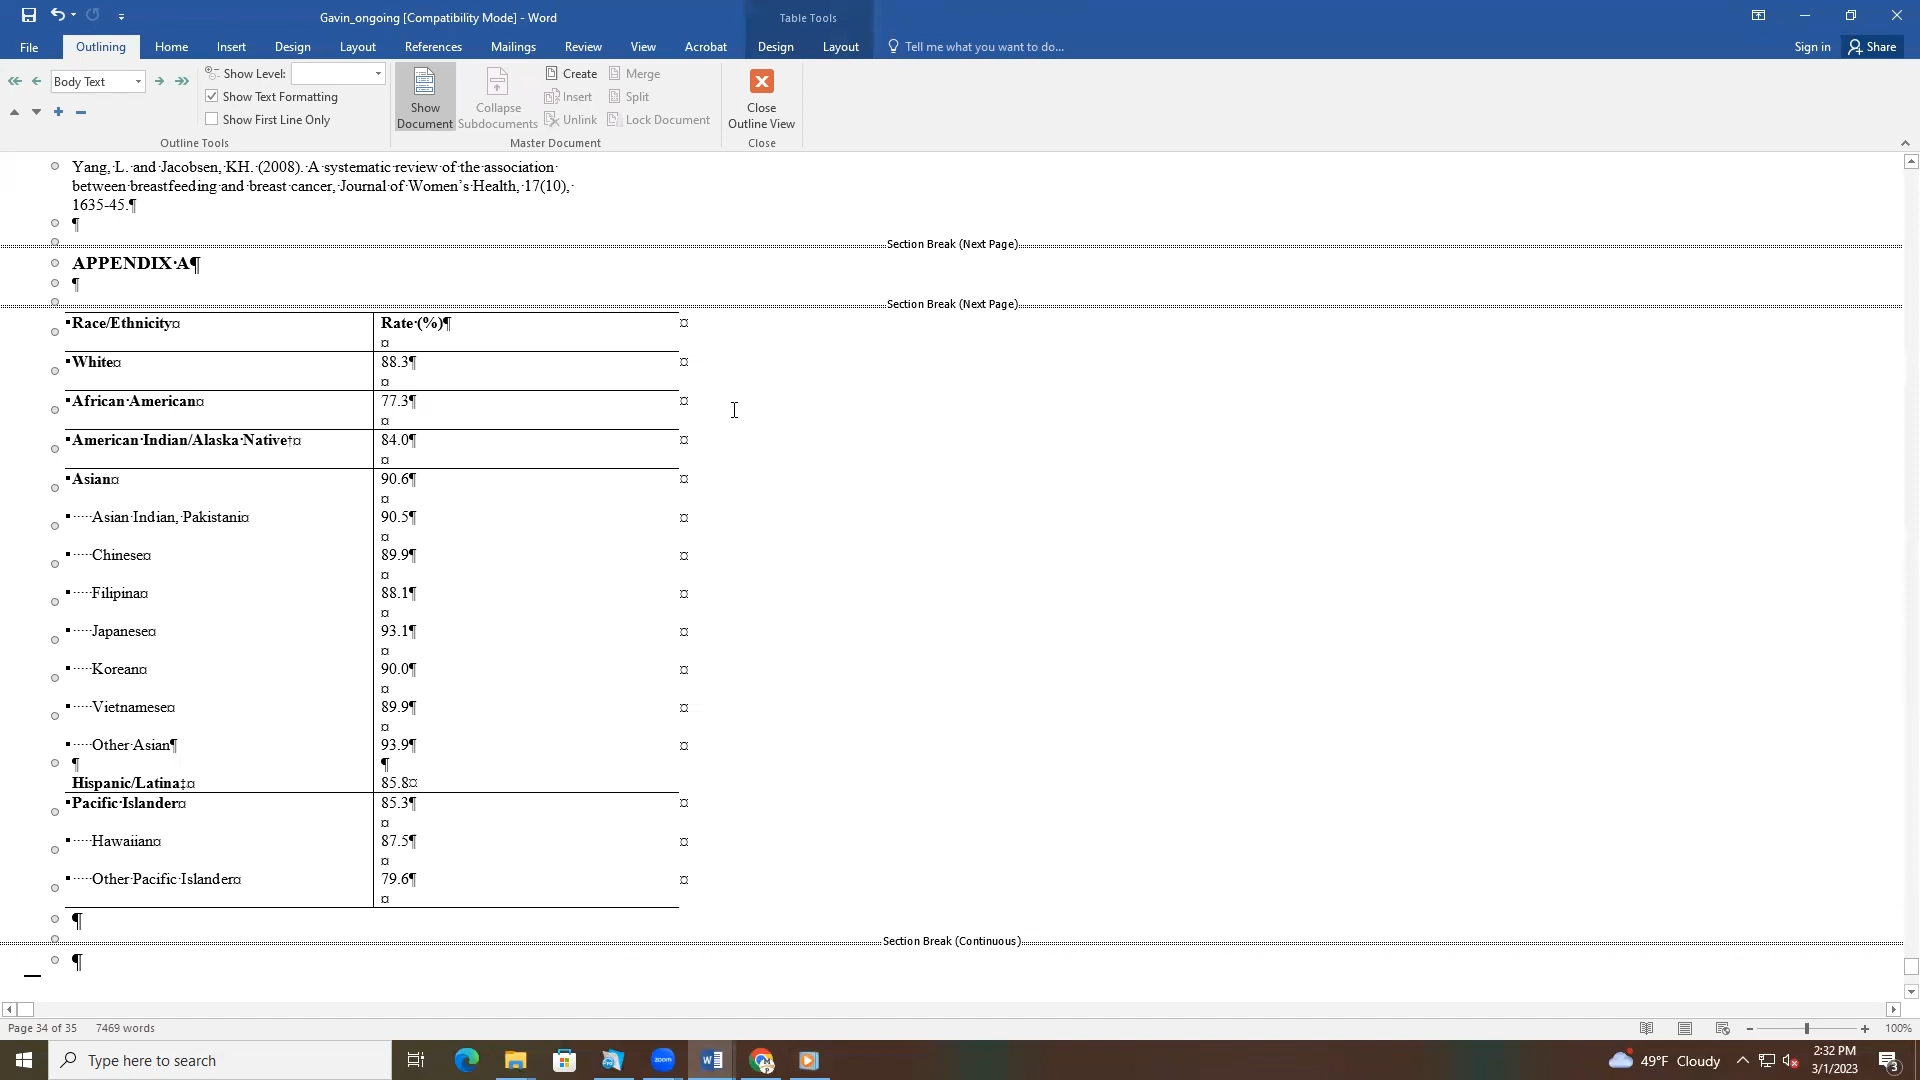 Gavin_ongoing [Compatibility Mode] - Word
Table Tools
File Outlining Home Insert Design Layout References Mailings Review View Acrobat Design Layout Tell me what you want to do... Sign in Share
Body Text
Show Level:
Show Text Formatting
Show First Line Only
Outline Tools
Show Document
Collapse Subdocuments
Create
Insert
Unlink
Merge
Split
Lock Document
Master Document
Close Outline View
Close
Yang, L. and Jacobsen, KH. (2008). A systematic review of the association
between breastfeeding and breast cancer, Journal of Women's Health, 17(10),
1635-45.¶
¶
Section Break (Next Page)
APPENDIX A¶
¶
Section Break (Next Page)
Race/Ethnicity¤ Rate (%)¶ ¤
¤
White¤ 88.3¶ ¤
¤
African American¤ 77.3¶ ¤
¤
American Indian/Alaska Native†¤ 84.0¶ ¤
¤
Asian¤ 90.6¶ ¤
¤
Asian Indian, Pakistani¤ 90.5¶ ¤
¤
Chinese¤ 89.9¶ ¤
¤
Filipina¤ 88.1¶ ¤
¤
Japanese¤ 93.1¶ ¤
¤
Korean¤ 90.0¶ ¤
¤
Vietnamese¤ 89.9¶ ¤
¤
Other Asian¶ 93.9¶ ¤
¶ ¶
Hispanic/Latina‡¤ 85.8¤
Pacific Islander¤ 85.3¶ ¤
¤
Hawaiian¤ 87.5¶ ¤
¤
Other Pacific Islander¤ 79.6¶ ¤
¤
¶
Section Break (Continuous)
¶
Page 34 of 35 7469 words 100%
Type here to search
zoom
49°F Cloudy
2:32 PM
3/1/2023
3